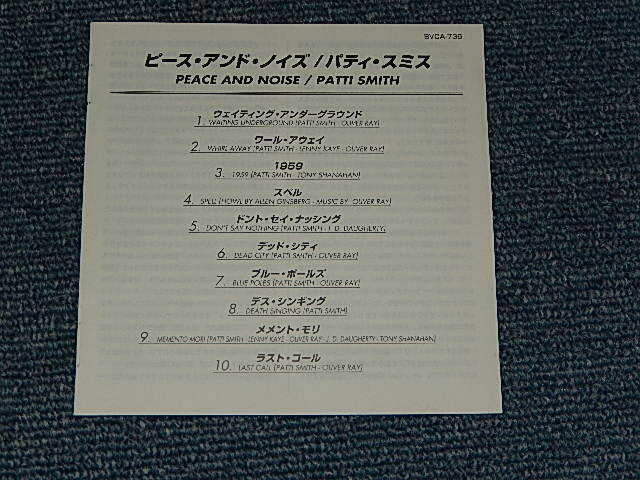 BVCA-739
ピース・アンド・ノイズ/パティ・スミス
PEACE AND NOISE / PATTI SMITH
ウェイティング・アンダーグラウンド
1. WAITING UNDERGROUND [PATTI SMITH - OLIVER RAY]
ワール・アウェイ
2. WHIRL AWAY [PATTI SMITH - LENNY KAYE - OLIVER RAY]
1959
3. 1959 [PATTI SMITH - TONY SHANAHAN]
スペル
4. SPELL [HOWL BY ALLEN GINSBERG - MUSIC BY OLIVER RAY]
ドント・セイ・ナッシング
5. DON'T SAY NOTHING [PATTI SMITH - J. D. DAUGHERTY]
デッド・シティ
6. DEAD CITY [PATTI SMITH - OLIVER RAY]
ブルー・ポールズ
7. BLUE POLES [PATTI SMITH - OLIVER RAY]
デス・シンギング
8. DEATH SINGING [PATTI SMITH]
メメント・モリ
9. MEMENTO MORI [PATTI SMITH - LENNY KAYE - OLIVER RAY - J. D. DAUGHERTY - TONY SHANAHAN]
ラスト・コール
10. LAST CALL [PATTI SMITH - OLIVER RAY]